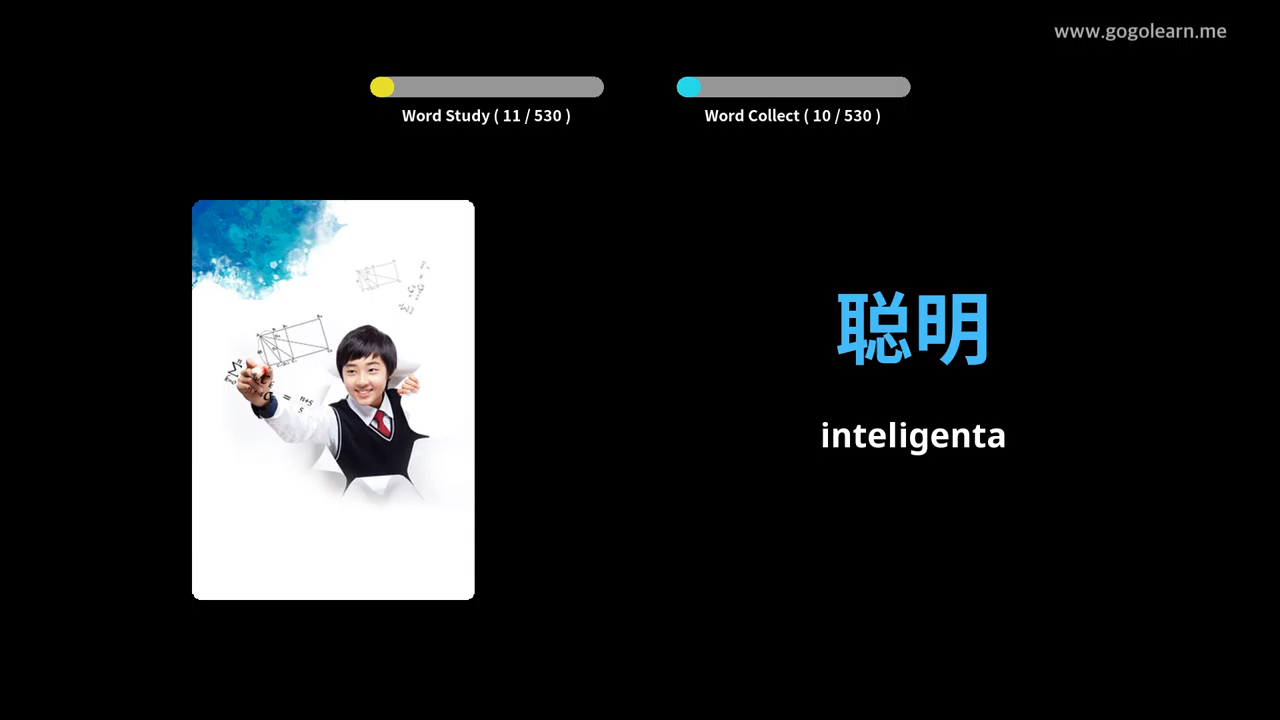 www.gogolearn.me
Word Study ( 11 / 530 )
Word Collect ( 10 / 530 )
聪明
inteligenta
n+s
s